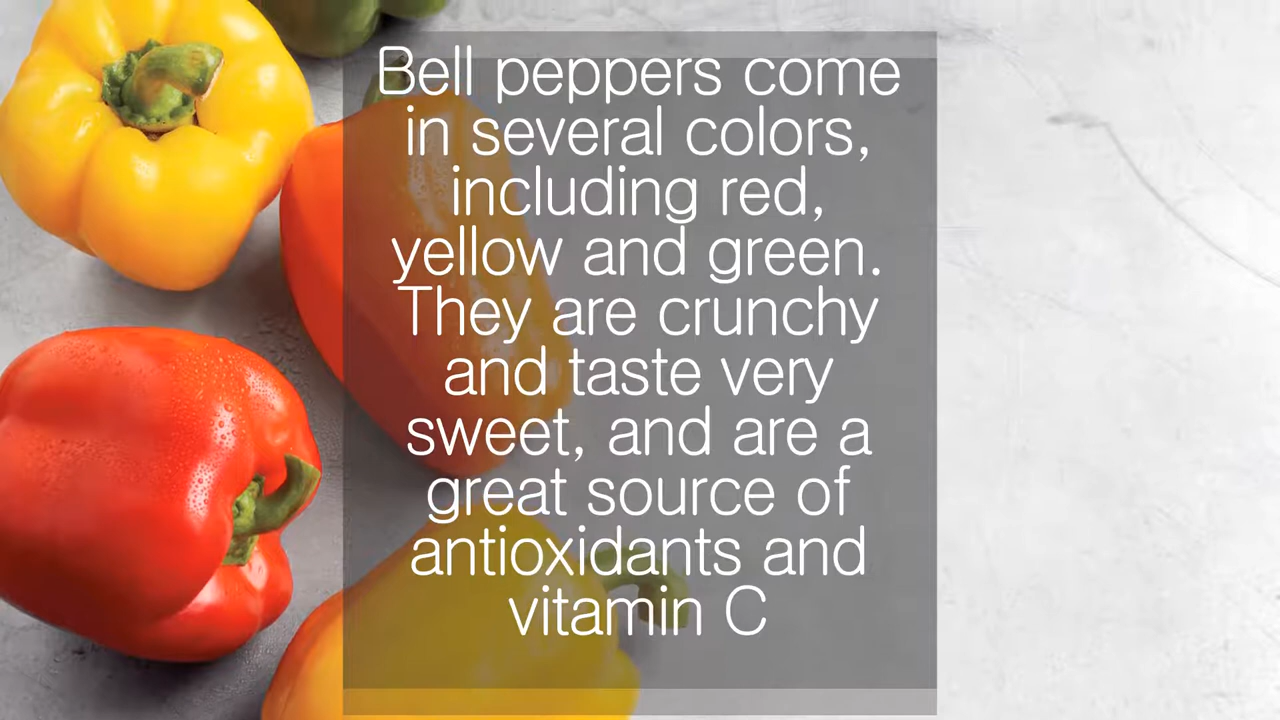 Bell peppers come
in several colors,
including red,
yellow and green.
They are crunchy
and taste very
sweet, and are a
great source of
antioxidants and
vitamin C